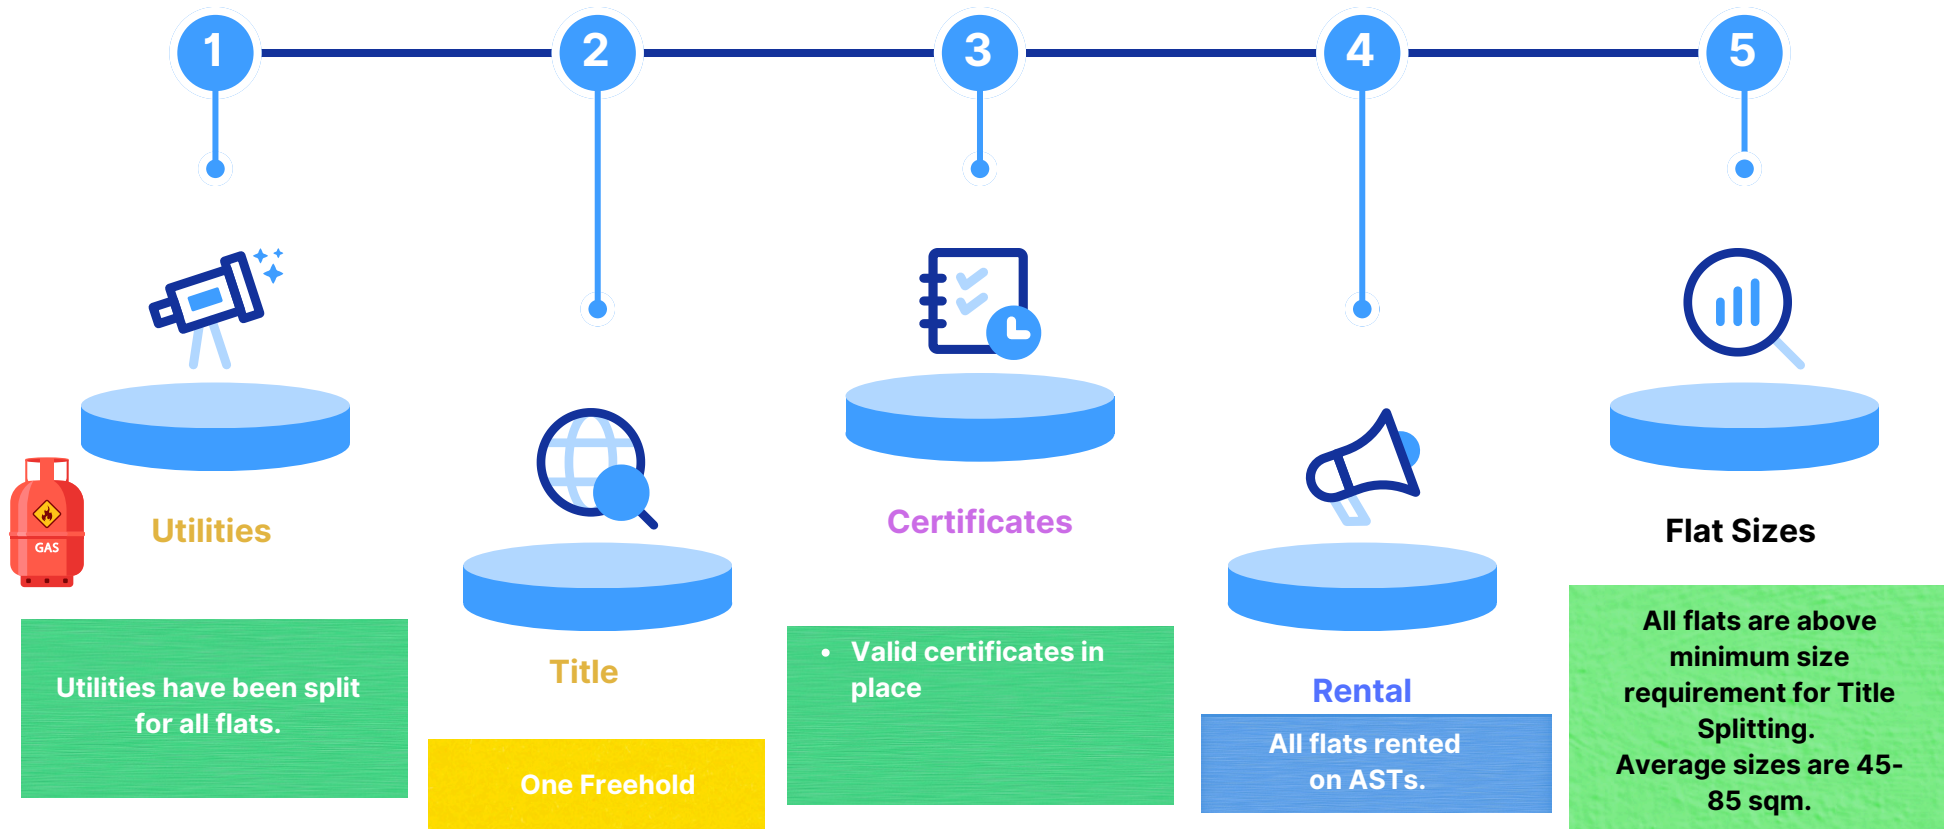 1
2
3
4
5
GAS
Utilities
Utilities have been split
for all flats.
Title
One Freehold
Certificates
• Valid certificates in
place
Rental
All flats rented
on ASTs.
Flat Sizes
All flats are above
minimum size
requirement for Title
Splitting.
Average sizes are 45-
85 sqm.